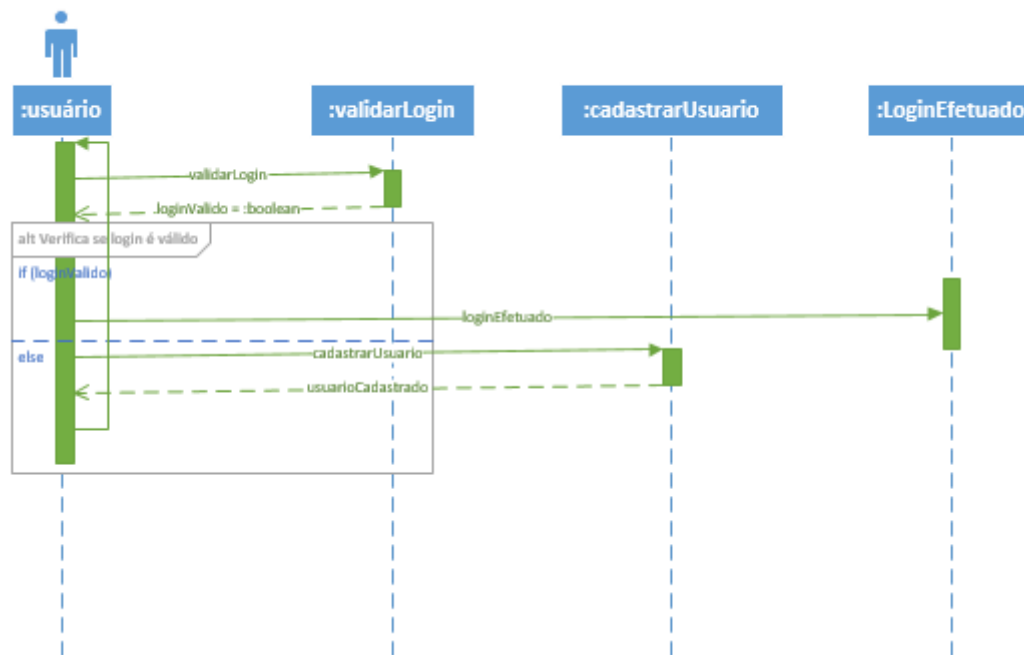 :usuário
:validarLogin
:cadastrarUsuario
:LoginEfetuado
validarLogin
loginValido = :boolean
alt Verifica se login é válido
if (loginValido)
loginEfetuado
else
cadastrarUsuario
usuarioCadastrado